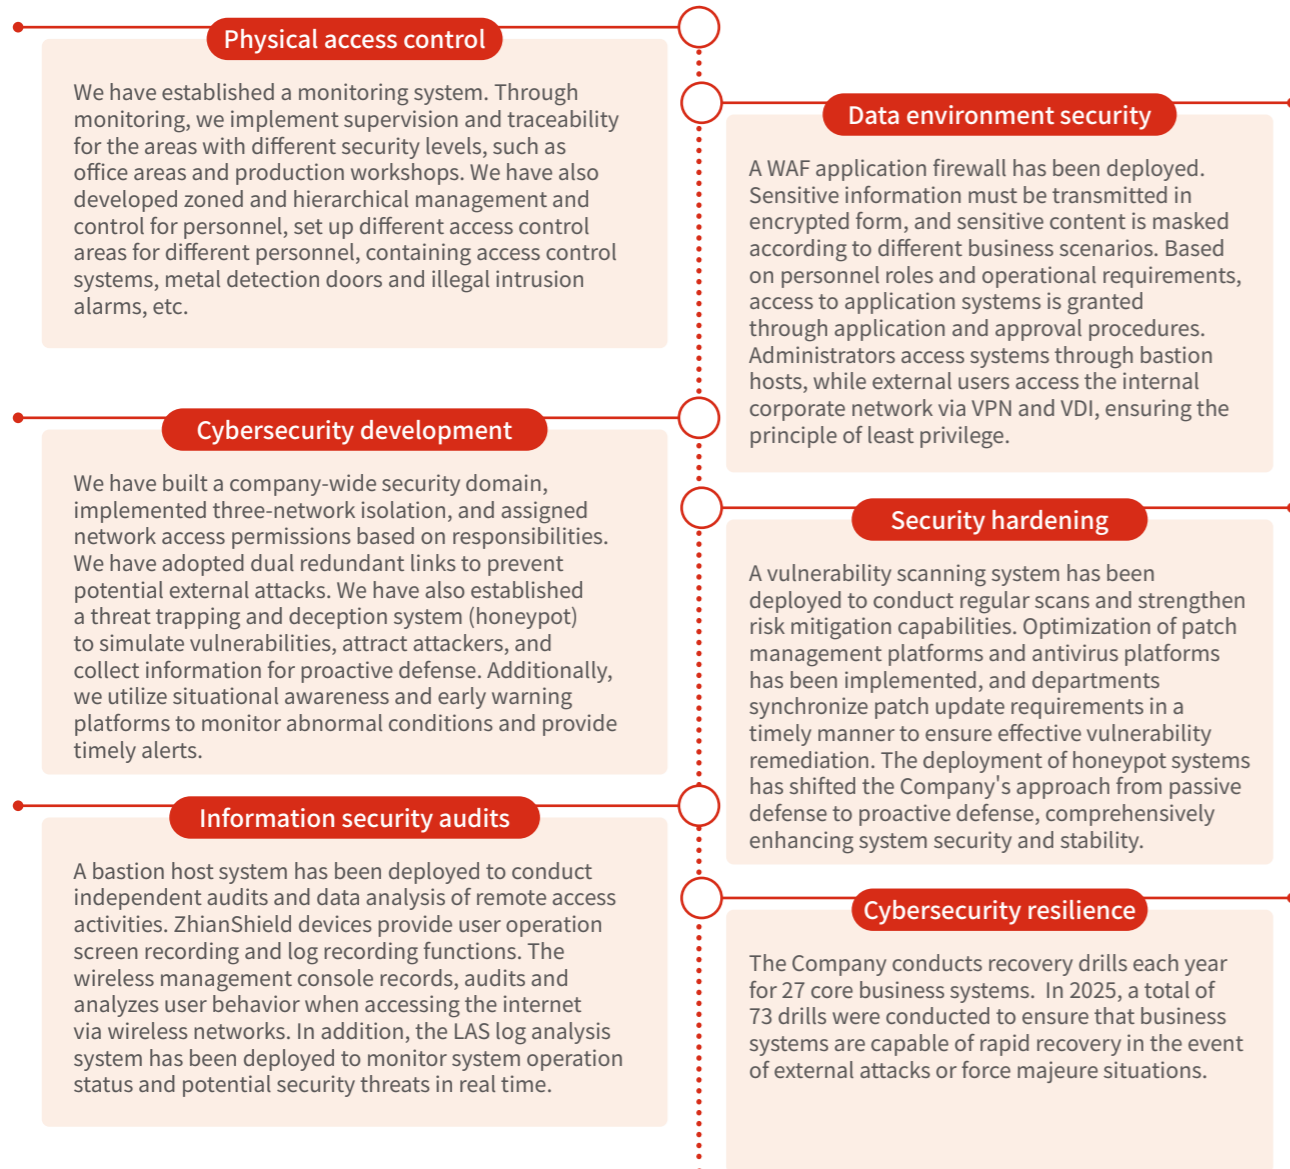 Physical access control
We have established a monitoring system. Through
monitoring, we implement supervision and traceability
for the areas with different security levels, such as
office areas and production workshops. We have also
developed zoned and hierarchical management and
control for personnel, set up different access control
areas for different personnel, containing access control
systems, metal detection doors and illegal intrusion
alarms, etc.
Data environment security
A WAF application firewall has been deployed.
Sensitive information must be transmitted in
encrypted form, and sensitive content is masked
according to different business scenarios. Based
on personnel roles and operational requirements,
access to application systems is granted
through application and approval procedures.
Administrators access systems through bastion
hosts, while external users access the internal
corporate network via VPN and VDI, ensuring the
principle of least privilege.
Cybersecurity development
We have built a company-wide security domain,
implemented three-network isolation, and assigned
network access permissions based on responsibilities.
We have adopted dual redundant links to prevent
potential external attacks. We have also established
a threat trapping and deception system (honeypot)
to simulate vulnerabilities, attract attackers, and
collect information for proactive defense. Additionally,
we utilize situational awareness and early warning
platforms to monitor abnormal conditions and provide
timely alerts.
Security hardening
A vulnerability scanning system has been
deployed to conduct regular scans and strengthen
risk mitigation capabilities. Optimization of patch
management platforms and antivirus platforms
has been implemented, and departments
synchronize patch update requirements in a
timely manner to ensure effective vulnerability
remediation. The deployment of honeypot systems
has shifted the Company's approach from passive
defense to proactive defense, comprehensively
enhancing system security and stability.
Information security audits
A bastion host system has been deployed to conduct
independent audits and data analysis of remote access
activities. ZhianShield devices provide user operation
screen recording and log recording functions. The
wireless management console records, audits and
analyzes user behavior when accessing the internet
via wireless networks. In addition, the LAS log analysis
system has been deployed to monitor system operation
status and potential security threats in real time.
Cybersecurity resilience
The Company conducts recovery drills each year
for 27 core business systems. In 2025, a total of
73 drills were conducted to ensure that business
systems are capable of rapid recovery in the event
of external attacks or force majeure situations.